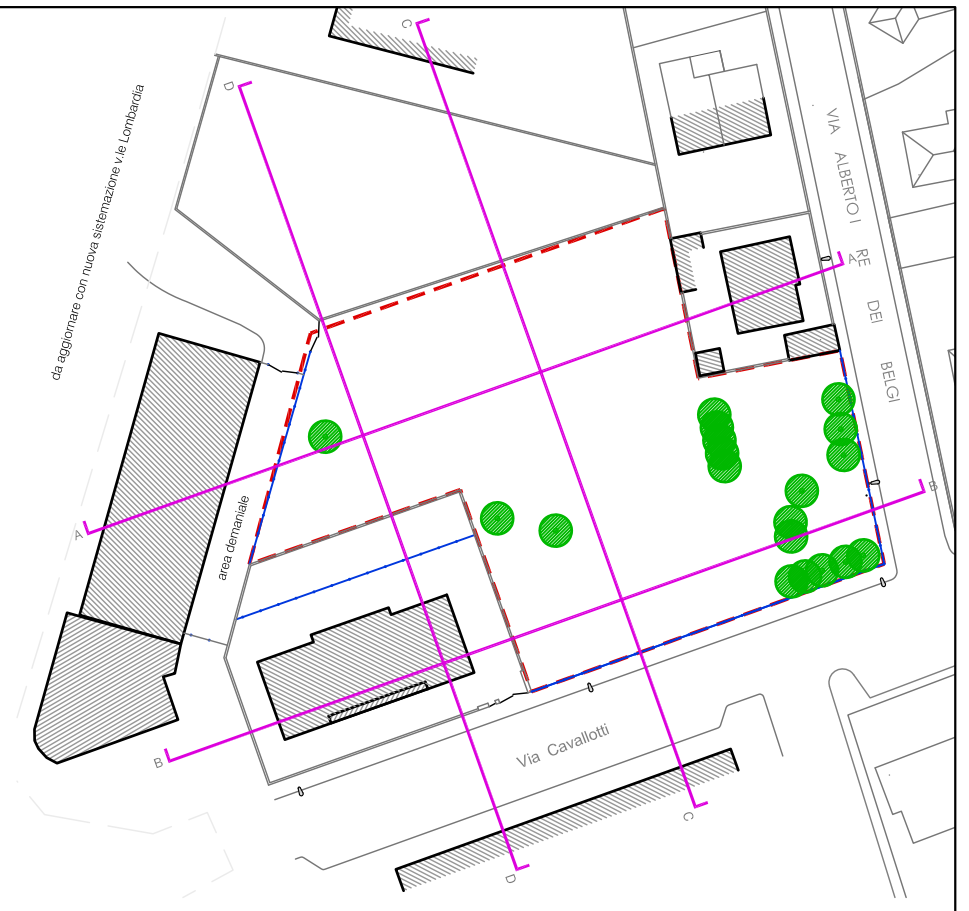 C
D
da aggiornare con nuova sistemazione v.le Lombardia
VIA ALBERTO I RE DEI BELGI
A'
B
A
area demaniale
B
Via Cavallotti
C
D